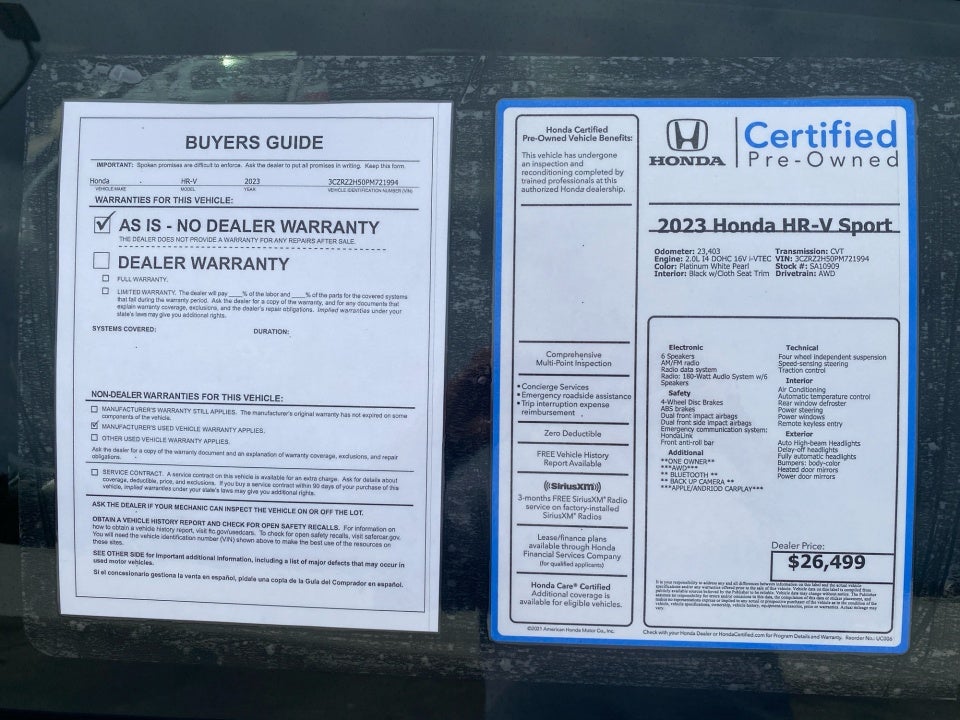 BUYERS GUIDE
IMPORTANT: Spoken promises are difficult to enforce. Ask the dealer to put all promises in writing. Keep this form.
Honda HR-V 2023 3CZRZ2H50PM721994
VEHICLE MAKE MODEL YEAR VEHICLE IDENTIFICATION NUMBER (VIN)
WARRANTIES FOR THIS VEHICLE:
AS IS - NO DEALER WARRANTY
THE DEALER DOES NOT PROVIDE A WARRANTY FOR ANY REPAIRS AFTER SALE.
DEALER WARRANTY
FULL WARRANTY.
LIMITED WARRANTY. The dealer will pay ____% of the labor and ____% of the parts for the covered systems
that fail during the warranty period. Ask the dealer for a copy of the warranty, and for any documents that
explain warranty coverage, exclusions, and the dealer's repair obligations. Implied warranties under your
state's laws may give you additional rights.
SYSTEMS COVERED: DURATION:
NON-DEALER WARRANTIES FOR THIS VEHICLE:
MANUFACTURER'S WARRANTY STILL APPLIES. The manufacturer's original warranty has not expired on some
components of the vehicle.
MANUFACTURER'S USED VEHICLE WARRANTY APPLIES.
OTHER USED VEHICLE WARRANTY APPLIES.
Ask the dealer for a copy of the warranty document and an explanation of warranty coverage, exclusions, and repair
obligations.
SERVICE CONTRACT. A service contract on this vehicle is available for an extra charge. Ask for details about
coverage, deductible, price, and exclusions. If you buy a service contract within 90 days of your purchase of
this vehicle, implied warranties under your state's laws may give you additional rights.
ASK THE DEALER IF YOUR MECHANIC CAN INSPECT THE VEHICLE ON OR OFF THE LOT.
OBTAIN A VEHICLE HISTORY REPORT AND CHECK FOR OPEN SAFETY RECALLS. For information on
how to obtain a vehicle history report, visit ftc.gov/usedcars. To check for open safety recalls, visit safercar.gov.
You will need the vehicle identification number (VIN) shown above to make the best use of the resources on
these sites.
SEE OTHER SIDE for important additional information, including a list of major defects that may occur in
used motor vehicles.
Si el concesionario gestiona la venta en español, pídale una copia de la Guía del Comprador en español.
Honda Certified
Pre-Owned Vehicle Benefits:
This vehicle has undergone
an inspection and
reconditioning completed by
trained professionals at this
authorized Honda dealership.
Comprehensive
Multi-Point Inspection
• Concierge Services
• Emergency roadside assistance
• Trip interruption expense
reimbursement
Zero Deductible
FREE Vehicle History
Report Available
((SiriusXM))
3-months FREE SiriusXM® Radio
service on factory-installed
SiriusXM® Radios
Lease/finance plans
available through Honda
Financial Services Company
(for qualified applicants)
Honda Care® Certified
Additional coverage is
available for eligible vehicles.
©2021 American Honda Motor Co., Inc.
HONDA
Certified
Pre-Owned
2023 Honda HR-V Sport
Odometer: 23,403 Transmission: CVT
Engine: 2.0L I4 DOHC 16V i-VTEC VIN: 3CZRZ2H50PM721994
Color: Platinum White Pearl Stock #: SA10909
Interior: Black w/Cloth Seat Trim Drivetrain: AWD
Electronic
6 Speakers
AM/FM radio
Radio data system
Radio: 180-Watt Audio System w/6
Speakers
Safety
4-Wheel Disc Brakes
ABS brakes
Dual front impact airbags
Dual front side impact airbags
Emergency communication system:
HondaLink
Front anti-roll bar
Additional
**ONE OWNER**
***AWD***
** BLUETOOTH **
** BACK UP CAMERA **
***APPLE/ANDRIOD CARPLAY***
Technical
Four wheel independent suspension
Speed-sensing steering
Traction control
Interior
Air Conditioning
Automatic temperature control
Rear window defroster
Power steering
Power windows
Remote keyless entry
Exterior
Auto High-beam Headlights
Delay-off headlights
Fully automatic headlights
Bumpers: body-color
Heated door mirrors
Power door mirrors
Dealer Price:
$26,499
Check with your Honda Dealer or HondaCertified.com for Program Details and Warranty. Reorder No.: UC006